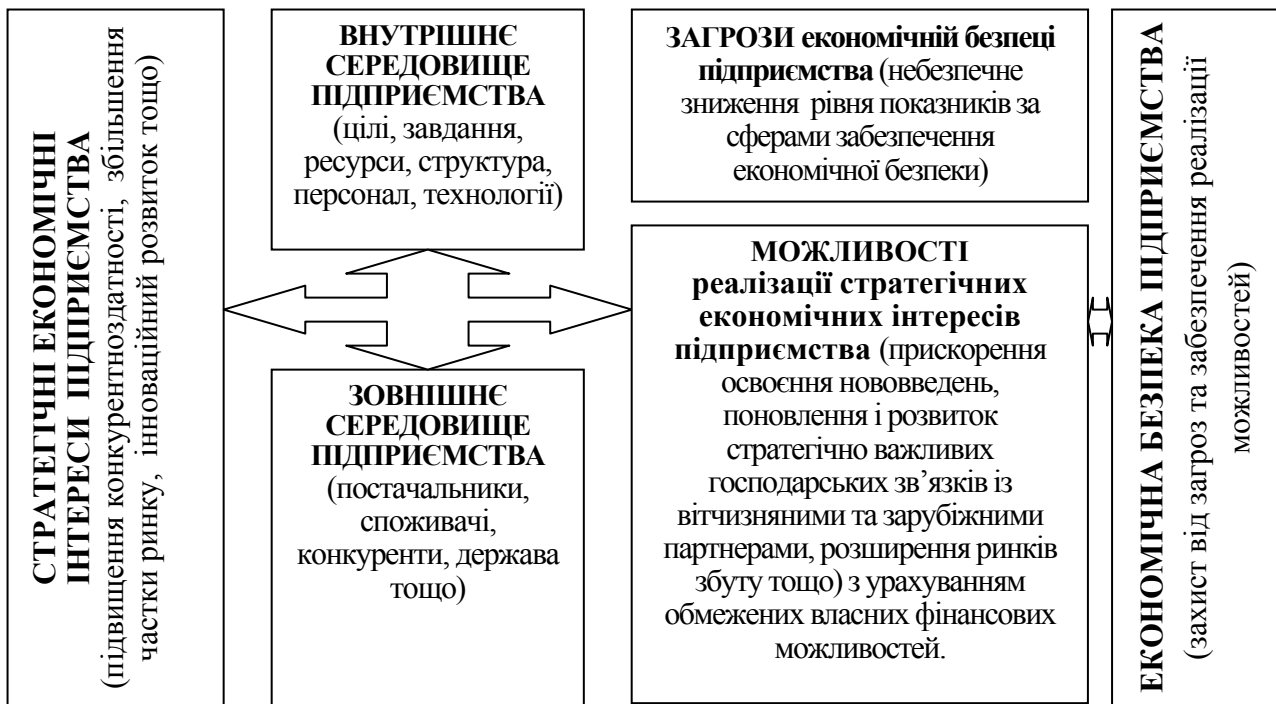 СТРАТЕГІЧНІ ЕКОНОМІЧНІ
ІНТЕРЕСИ ПІДПРИЄМСТВА
(підвищення конкурентноздатності, збільшення
частки ринку, інноваційний розвиток тощо)
ВНУТРІШНЄ
СЕРЕДОВИЩЕ
ПІДПРИЄМСТВА
(цілі, завдання,
ресурси, структура,
персонал, технології)
ЗОВНІШНЄ
СЕРЕДОВИЩЕ
ПІДПРИЄМСТВА
(постачальники,
споживачі,
конкуренти, держава
тощо)
ЗАГРОЗИ економічній безпеці
підприємства (небезпечне
зниження рівня показників за
сферами забезпечення
економічної безпеки)
МОЖЛИВОСТІ
реалізації стратегічних
економічних інтересів
підприємства (прискорення
освоєння нововведень,
поновлення і розвиток
стратегічно важливих
господарських зв’язків із
вітчизняними та зарубіжними
партнерами, розширення ринків
збуту тощо) з урахуванням
обмежених власних фінансових
можливостей.
ЕКОНОМІЧНА БЕЗПЕКА ПІДПРИЄМСТВА
(захист від загроз та забезпечення реалізації
можливостей)